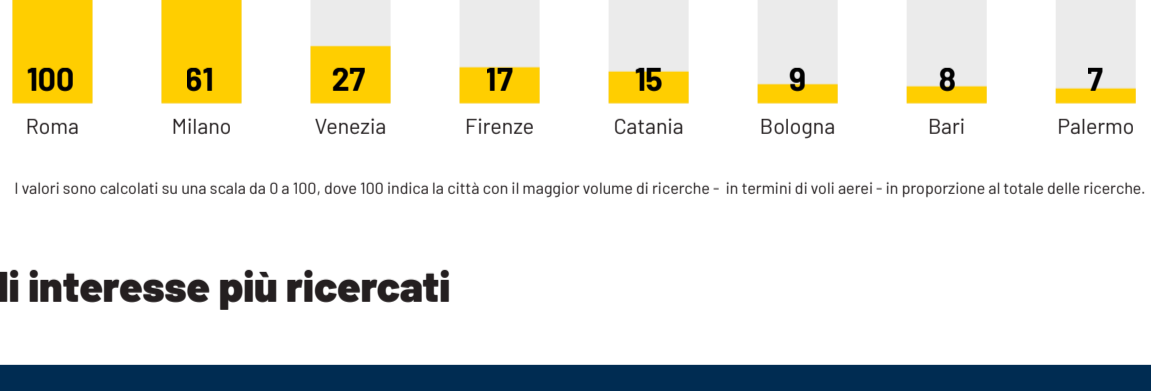 100 61 27 17 15 9 8 7
Roma Milano Venezia Firenze Catania Bologna Bari Palermo
I valori sono calcolati su una scala da 0 a 100, dove 100 indica la città con il maggior volume di ricerche - in termini di voli aerei - in proporzione al totale delle ricerche.
interesse più ricercati